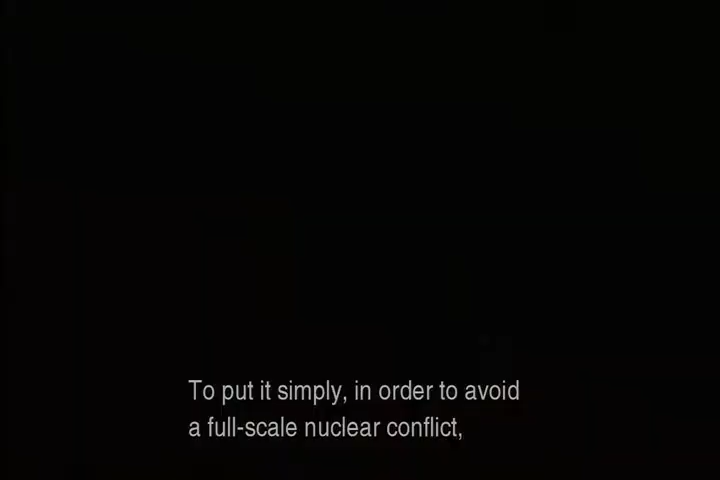 To put it simply, in order to avoid
a full-scale nuclear conflict,